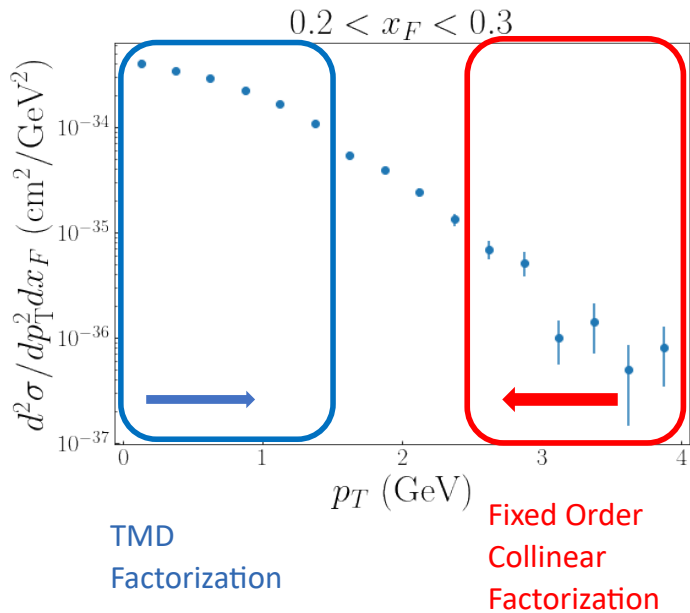 0.2 < x_F < 0.3
d²σ/dp_T²dx_F (cm²/GeV²)
10⁻³⁴
10⁻³⁵
10⁻³⁶
10⁻³⁷
0 1 2 3 4
p_T (GeV)
TMD
Factorization
Fixed Order
Collinear
Factorization